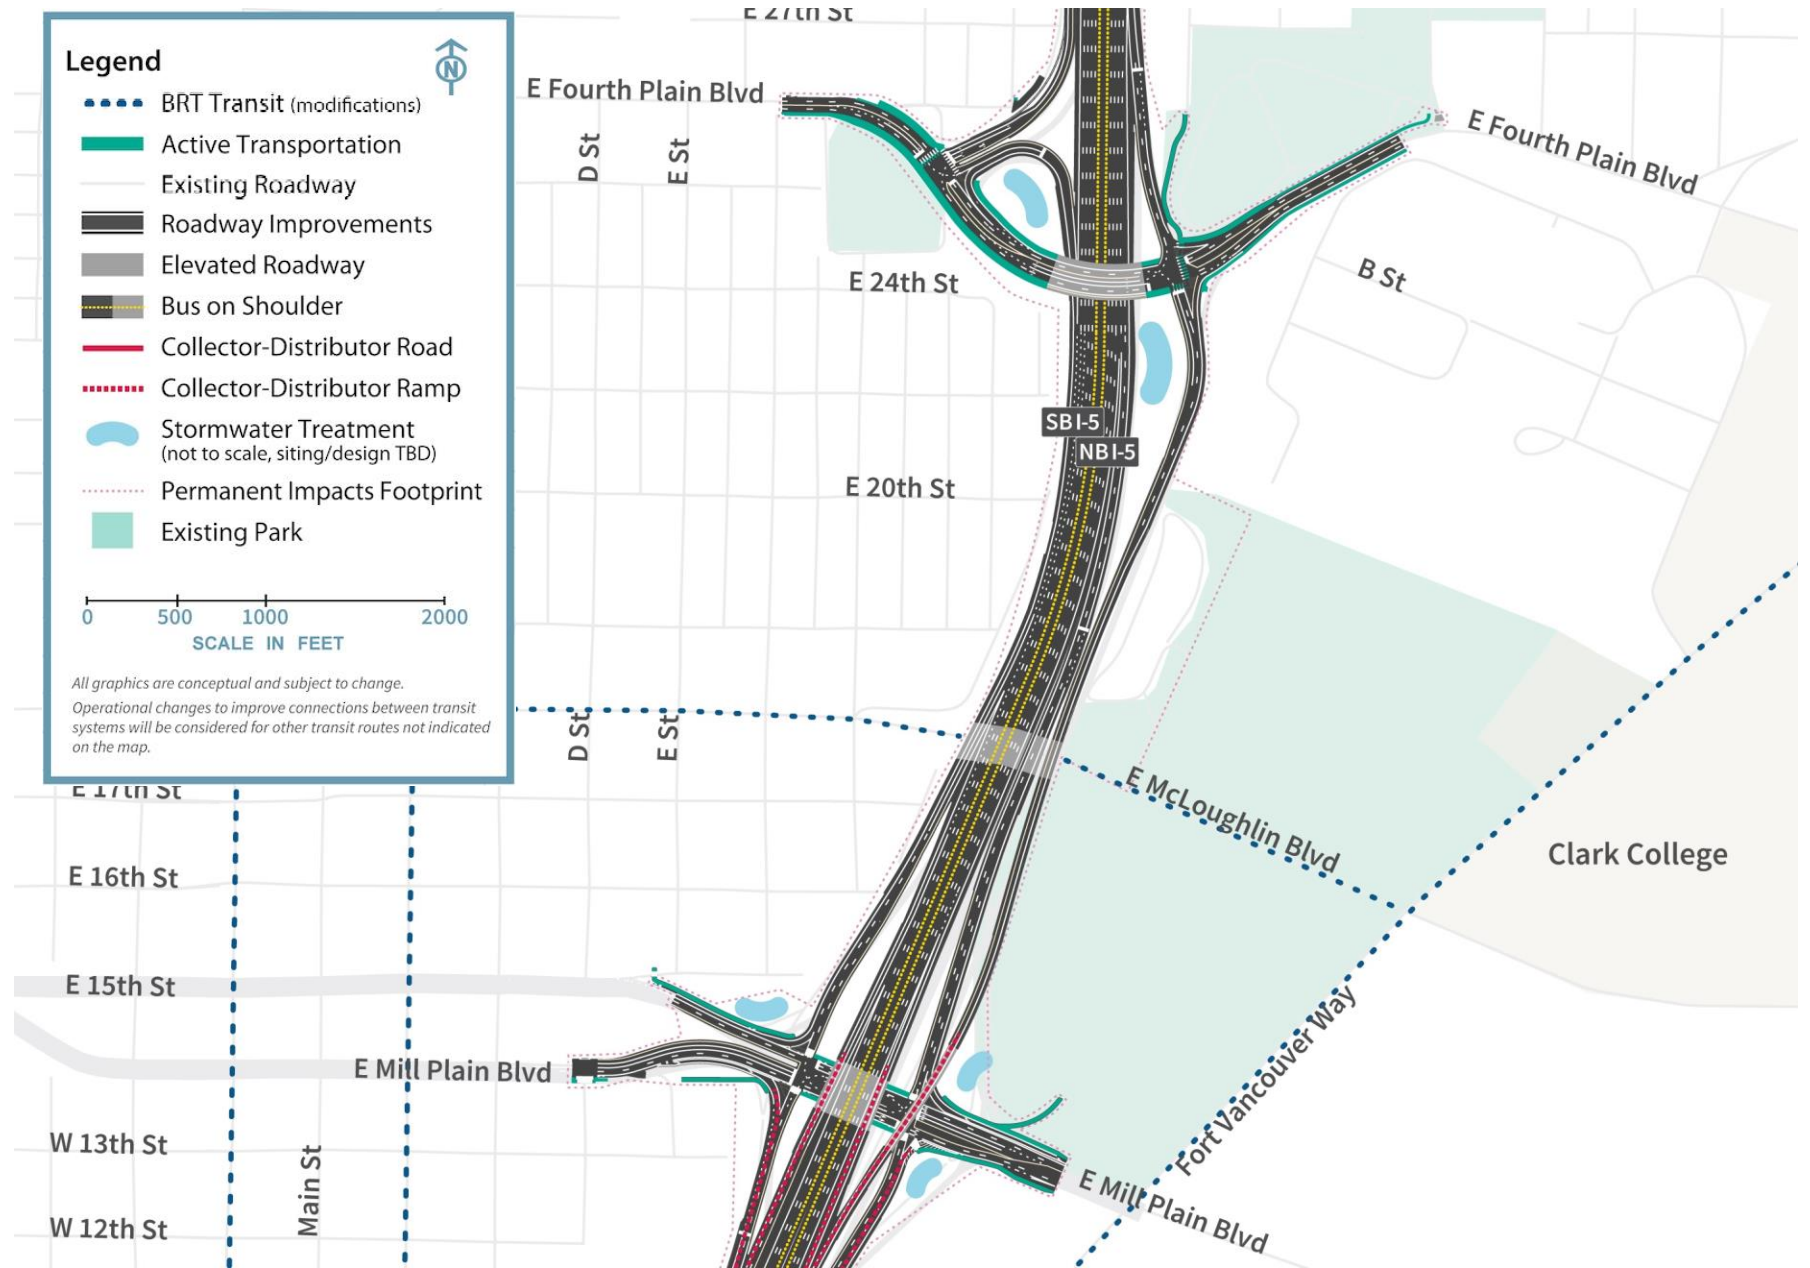 E 27th St
Legend
N
BRT Transit (modifications)
Active Transportation
Existing Roadway
Roadway Improvements
Elevated Roadway
Bus on Shoulder
Collector-Distributor Road
Collector-Distributor Ramp
Stormwater Treatment
(not to scale, siting/design TBD)
Permanent Impacts Footprint
Existing Park
0 500 1000 2000
SCALE IN FEET
All graphics are conceptual and subject to change.
Operational changes to improve connections between transit
systems will be considered for other transit routes not indicated
on the map.
E Fourth Plain Blvd
D St
E St
E Fourth Plain Blvd
E 24th St
B St
SB I-5
NB I-5
E 20th St
D St
E St
E McLoughlin Blvd
E 17th St
Clark College
E 16th St
E 15th St
Fort Vancouver Way
E Mill Plain Blvd
W 13th St
Main St
E Mill Plain Blvd
W 12th St